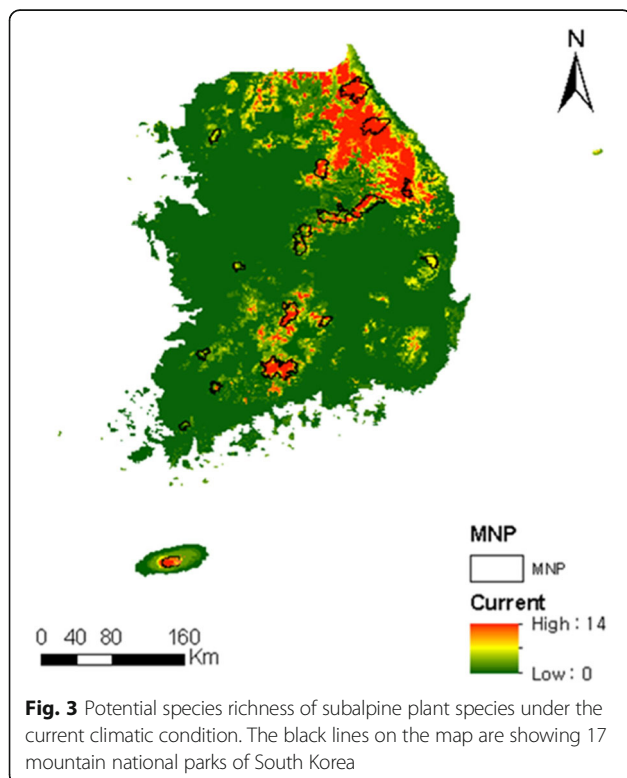 N
MNP
MNP
Current
High : 14
Low : 0
0 40 80 160
Km
Fig. 3 Potential species richness of subalpine plant species under the
current climatic condition. The black lines on the map are showing 17
mountain national parks of South Korea